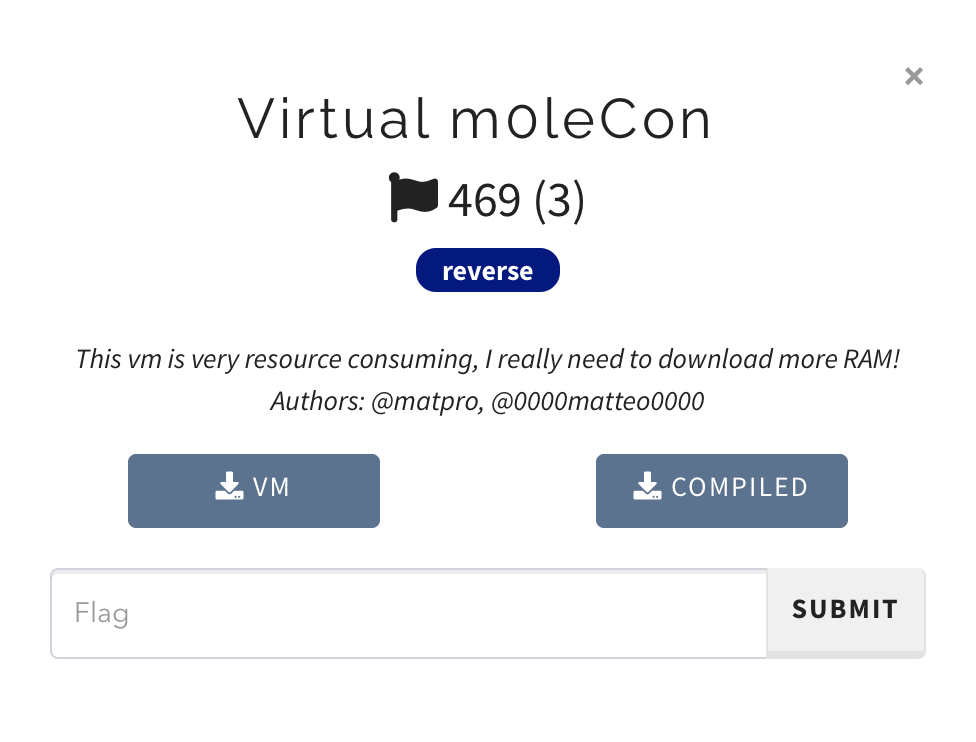 ×
Virtual m0leCon
469 (3)
reverse
This vm is very resource consuming, I really need to download more RAM!
Authors: @matpro, @0000matteo0000
VM
COMPILED
Flag
SUBMIT